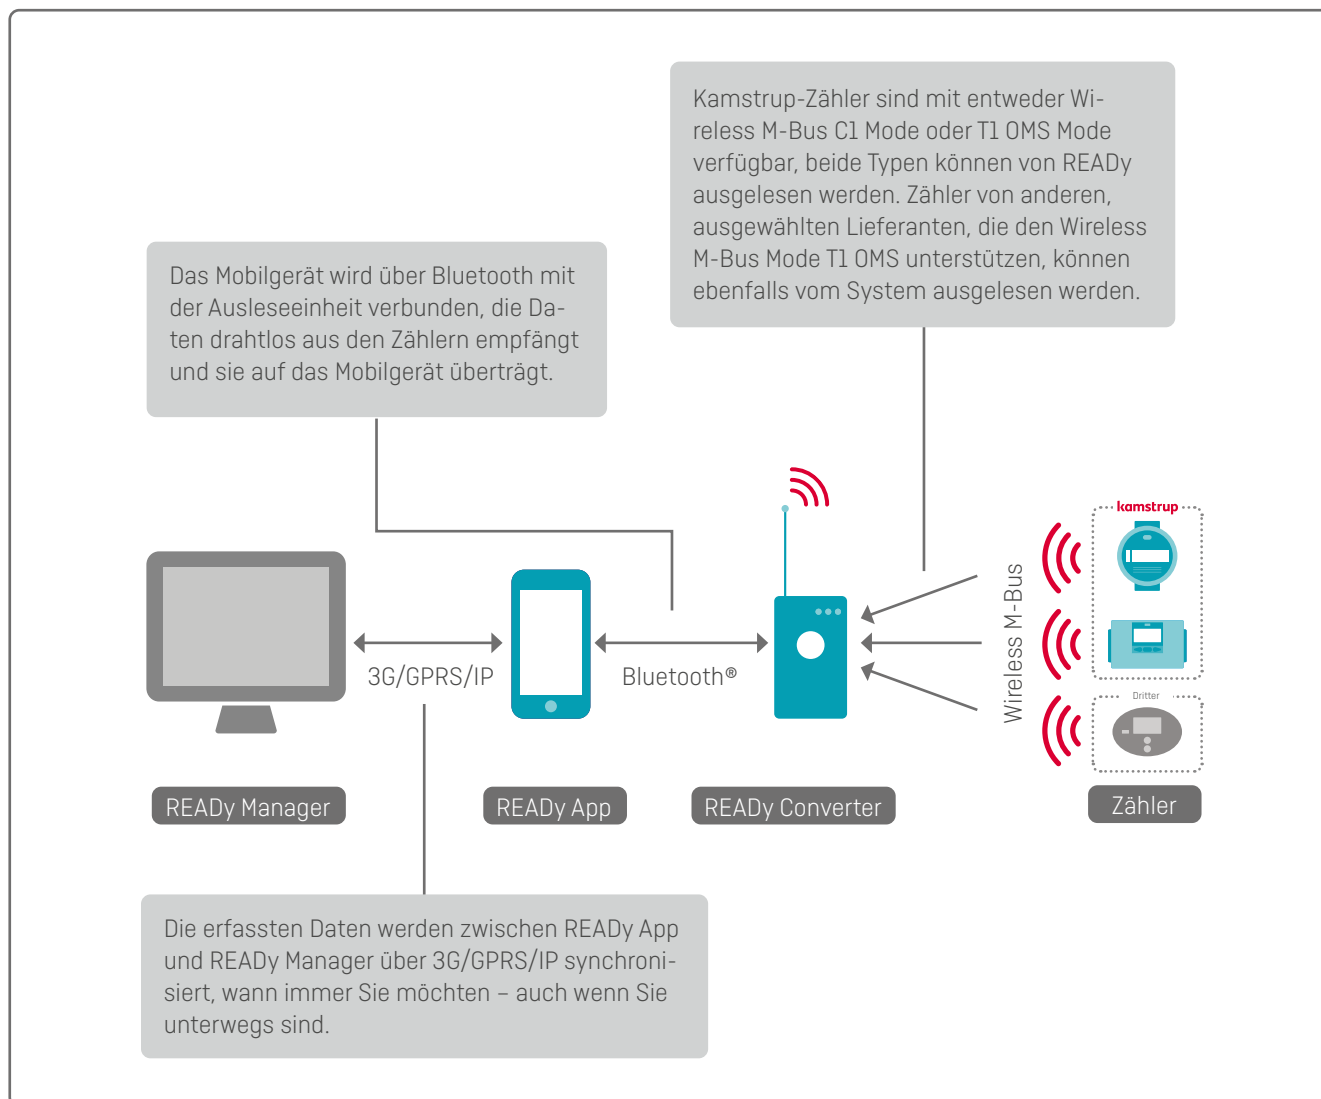 Kamstrup-Zähler sind mit entweder Wi-
reless M-Bus C1 Mode oder T1 OMS Mode
verfügbar, beide Typen können von READy
ausgelesen werden. Zähler von anderen,
ausgewählten Lieferanten, die den Wireless
M-Bus Mode T1 OMS unterstützen, können
ebenfalls vom System ausgelesen werden.
Das Mobilgerät wird über Bluetooth mit
der Ausleseeinheit verbunden, die Da-
ten drahtlos aus den Zählern empfängt
und sie auf das Mobilgerät überträgt.
kamstrup
Wireless M-Bus
3G/GPRS/IP
Bluetooth®
Dritter
READy Manager
READy App
READy Converter
Zähler
Die erfassten Daten werden zwischen READy App
und READy Manager über 3G/GPRS/IP synchroni-
siert, wann immer Sie möchten – auch wenn Sie
unterwegs sind.